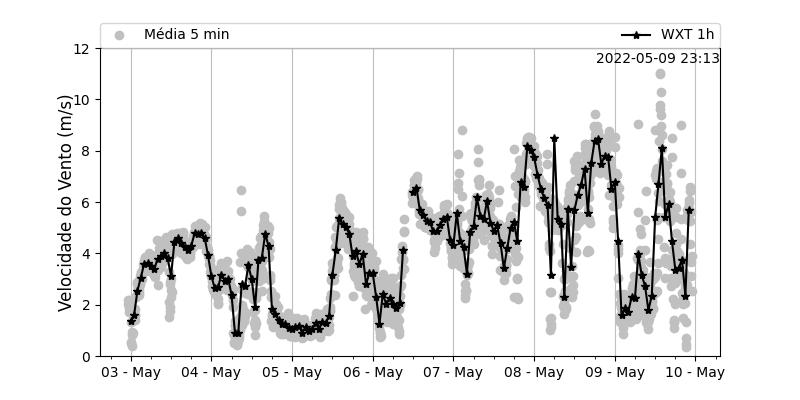 Média 5 min
WXT 1h
2022-05-09 23:13
Velocidade do Vento (m/s)
12
10
8
6
4
2
0
03 - May
04 - May
05 - May
06 - May
07 - May
08 - May
09 - May
10 - May